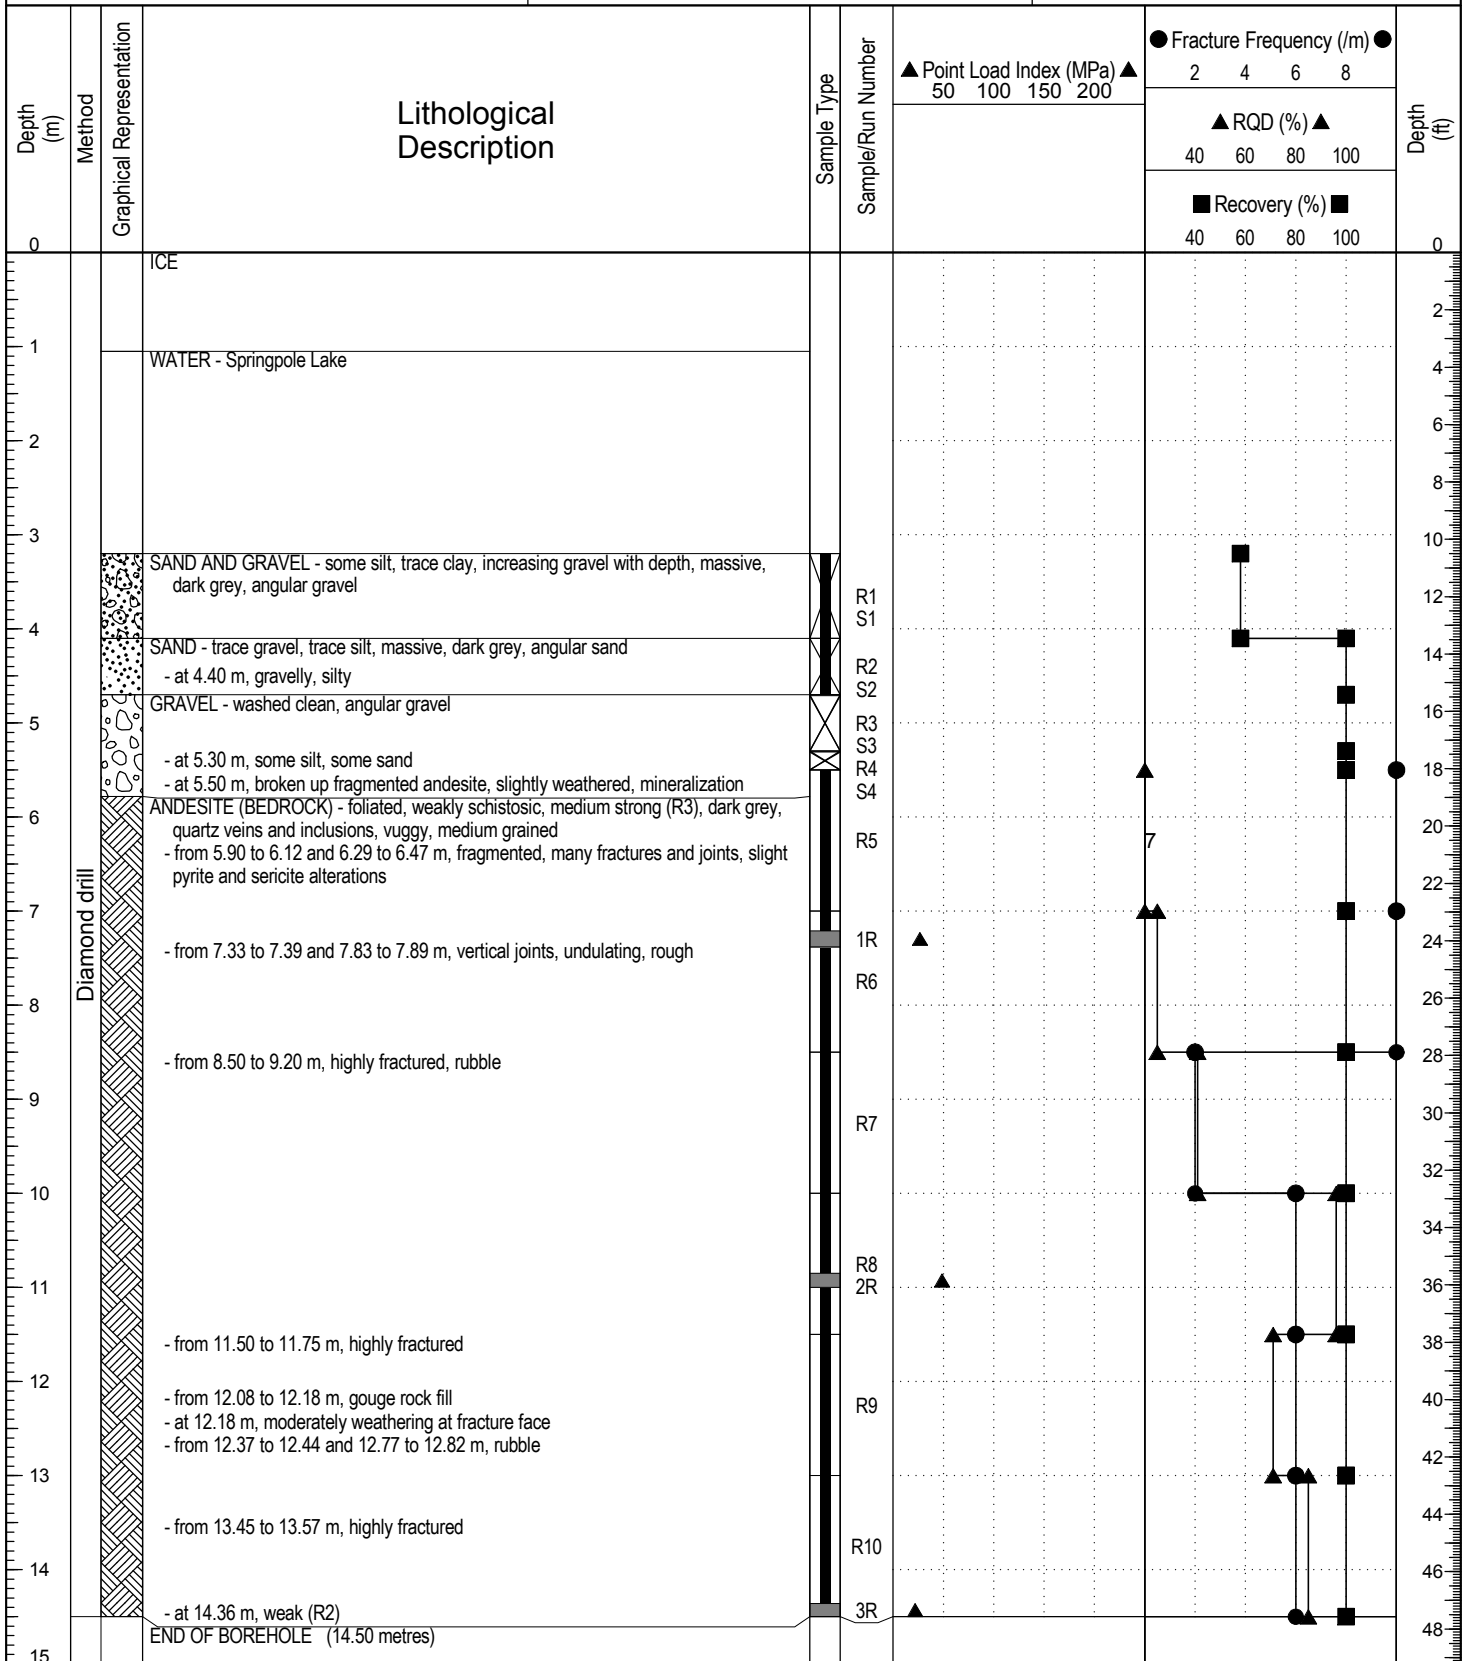 Depth
(m)
Method
Graphical Representation
Lithological
Description
Sample Type
Sample/Run Number
Point Load Index (MPa)
50 100 150 200
Fracture Frequency (/m)
2 4 6 8
RQD (%)
40 60 80 100
Recovery (%)
40 60 80 100
Depth
(ft)
0
0
ICE
2
1
WATER - Springpole Lake
4
2
6
8
3
10
SAND AND GRAVEL - some silt, trace clay, increasing gravel with depth, massive,
dark grey, angular gravel
R1
12
S1
4
SAND - trace gravel, trace silt, massive, dark grey, angular sand
14
R2
- at 4.40 m, gravelly, silty
S2
GRAVEL - washed clean, angular gravel
16
5
R3
S3
- at 5.30 m, some silt, some sand
R4
18
- at 5.50 m, broken up fragmented andesite, slightly weathered, mineralization
S4
ANDESITE (BEDROCK) - foliated, weakly schistosic, medium strong (R3), dark grey,
6
quartz veins and inclusions, vuggy, medium grained
20
R5
7
- from 5.90 to 6.12 and 6.29 to 6.47 m, fragmented, many fractures and joints, slight
pyrite and sericite alterations
22
Diamond drill
7
1R
24
- from 7.33 to 7.39 and 7.83 to 7.89 m, vertical joints, undulating, rough
R6
26
8
28
- from 8.50 to 9.20 m, highly fractured, rubble
9
30
R7
32
10
34
R8
11
2R
36
- from 11.50 to 11.75 m, highly fractured
38
12
- from 12.08 to 12.18 m, gouge rock fill
40
R9
- at 12.18 m, moderately weathering at fracture face
- from 12.37 to 12.44 and 12.77 to 12.82 m, rubble
42
13
44
- from 13.45 to 13.57 m, highly fractured
R10
14
46
- at 14.36 m, weak (R2)
3R
48
END OF BOREHOLE (14.50 metres)
15